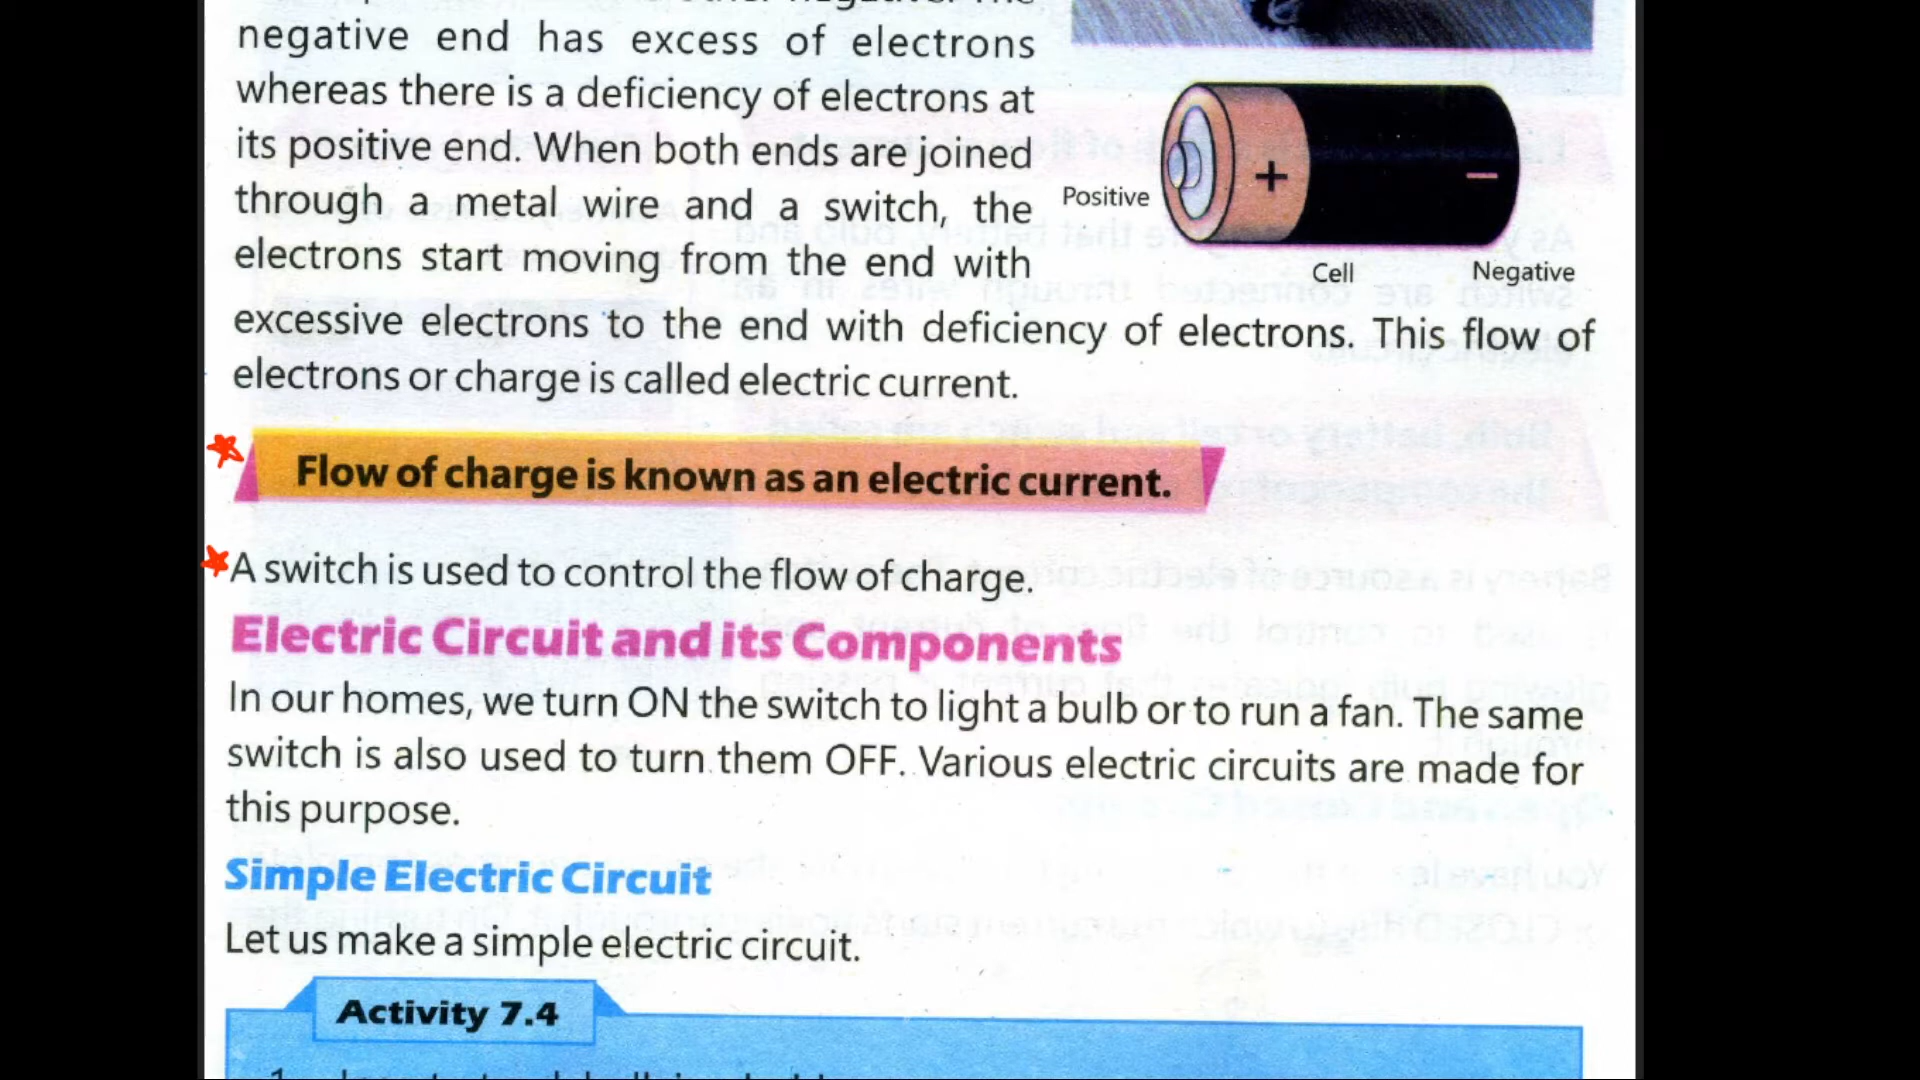 negative end has excess of electrons
whereas there is a deficiency of electrons at
its positive end. When both ends are joined
through a metal wire and a switch, the
electrons start moving from the end with
excessive electrons to the end with deficiency of electrons. This flow of
electrons or charge is called electric current.
+
−
Positive
Cell
Negative
Flow of charge is known as an electric current.
A switch is used to control the flow of charge.
Electric Circuit and its Components
In our homes, we turn ON the switch to light a bulb or to run a fan. The same
switch is also used to turn them OFF. Various electric circuits are made for
this purpose.
Simple Electric Circuit
Let us make a simple electric circuit.
Activity 7.4